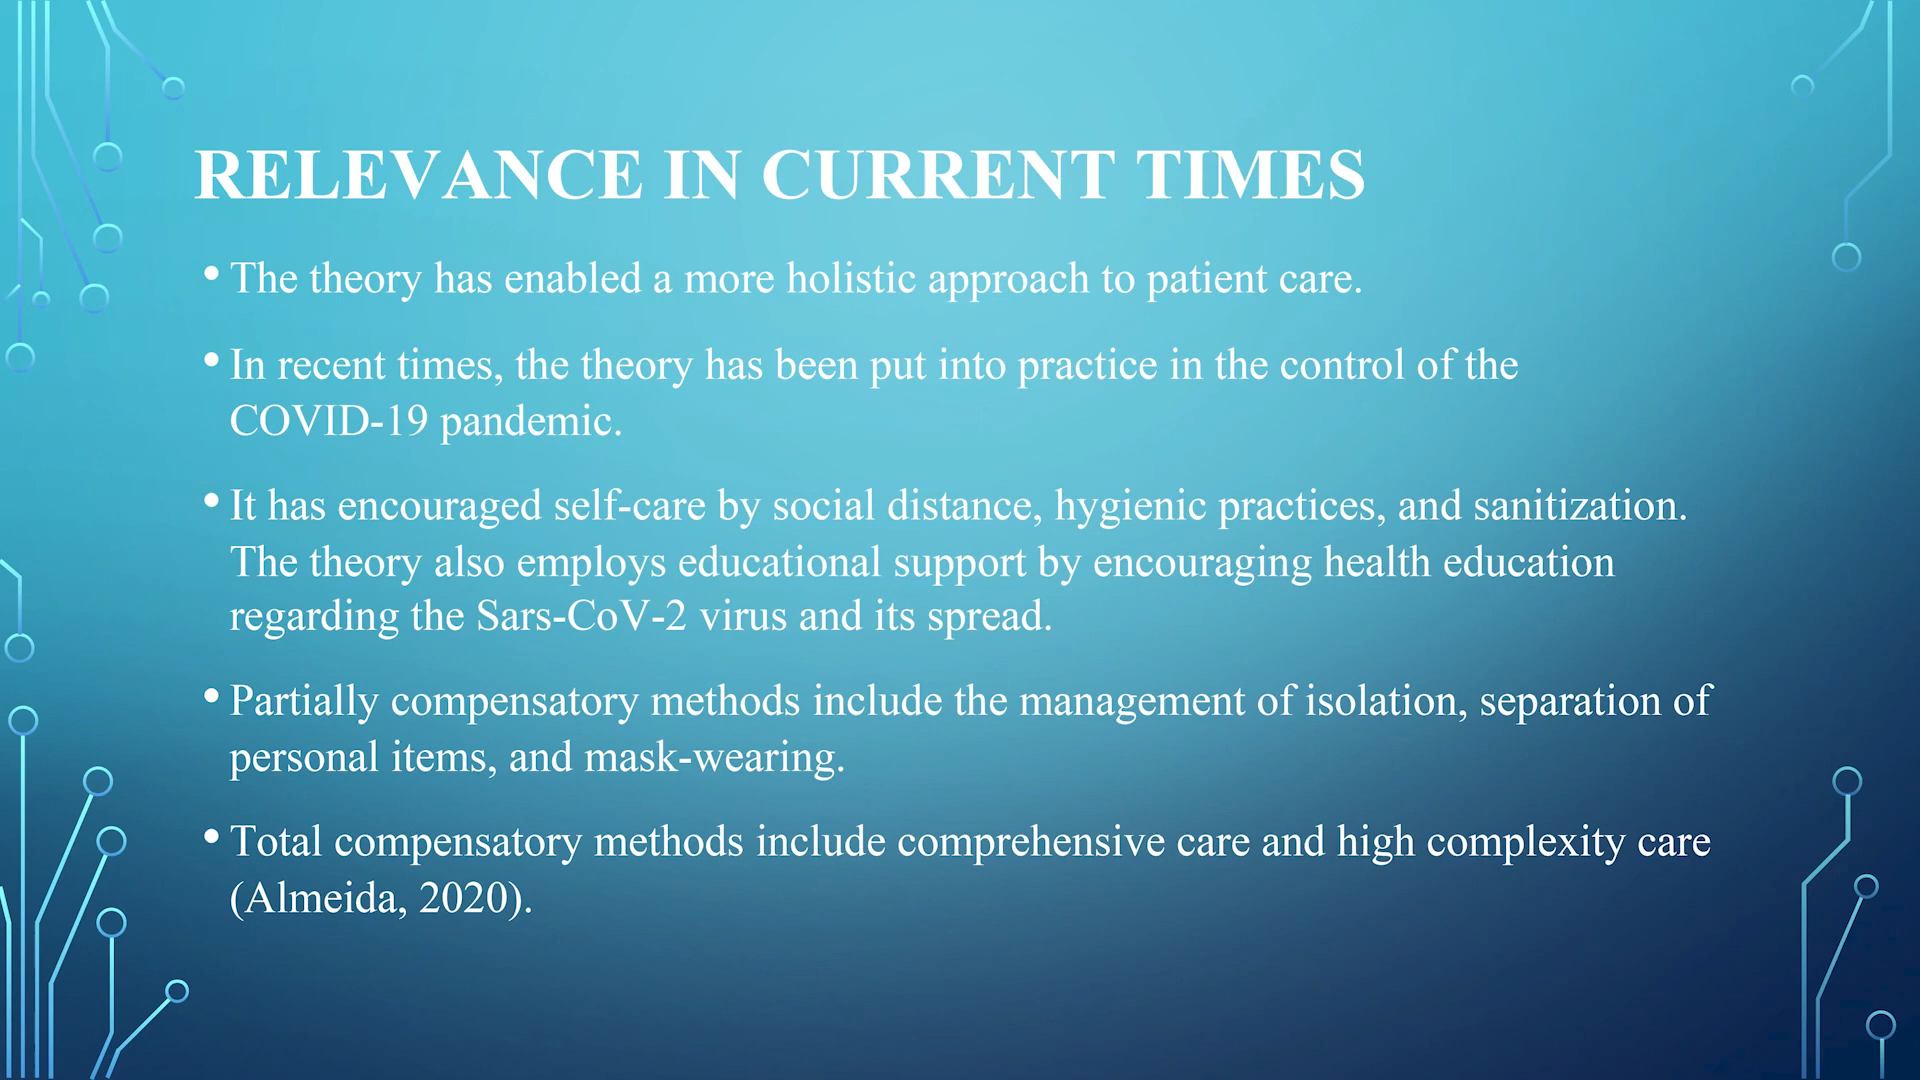 RELEVANCE IN CURRENT TIMES
• The theory has enabled a more holistic approach to patient care.
• In recent times, the theory has been put into practice in the control of the
COVID-19 pandemic.
• It has encouraged self-care by social distance, hygienic practices, and sanitization.
The theory also employs educational support by encouraging health education
regarding the Sars-CoV-2 virus and its spread.
• Partially compensatory methods include the management of isolation, separation of
personal items, and mask-wearing.
• Total compensatory methods include comprehensive care and high complexity care
(Almeida, 2020).